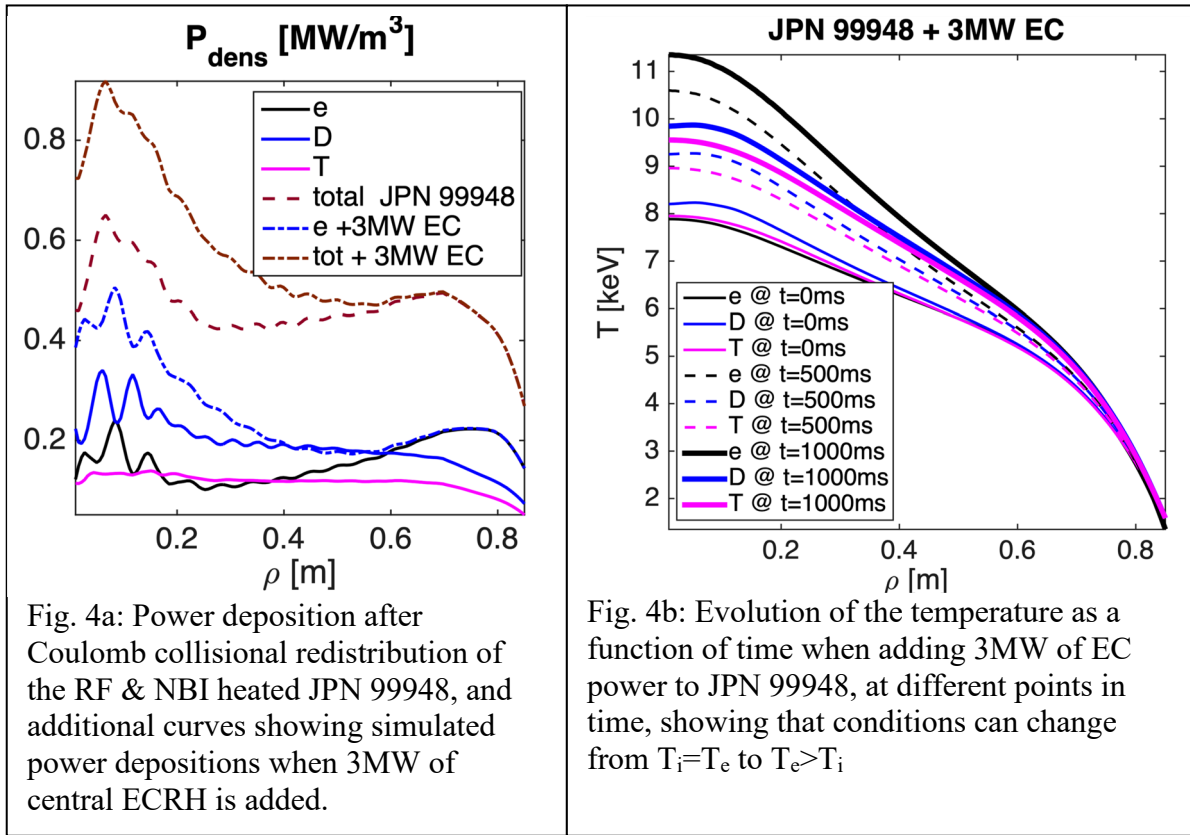 P_dens [MW/m³]
0.8
0.6
0.4
0.2
e
D
T
total JPN 99948
e +3MW EC
tot + 3MW EC
0.2 0.4 0.6 0.8
ρ [m]
Fig. 4a: Power deposition after
Coulomb collisional redistribution of
the RF & NBI heated JPN 99948, and
additional curves showing simulated
power depositions when 3MW of
central ECRH is added.
JPN 99948 + 3MW EC
T [keV]
11
10
9
8
7
6
5
4
3
2
e @ t=0ms
D @ t=0ms
T @ t=0ms
e @ t=500ms
D @ t=500ms
T @ t=500ms
e @ t=1000ms
D @ t=1000ms
T @ t=1000ms
0.2 0.4 0.6 0.8
ρ [m]
Fig. 4b: Evolution of the temperature as a
function of time when adding 3MW of EC
power to JPN 99948, at different points in
time, showing that conditions can change
from Tᵢ=Tₑ to Tₑ>Tᵢ